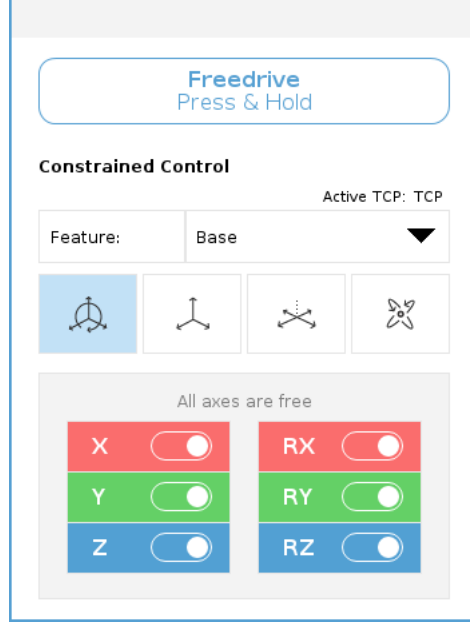 Freedrive
Press & Hold
Constrained Control
Active TCP: TCP
Feature: Base
All axes are free
X RX
Y RY
Z RZ